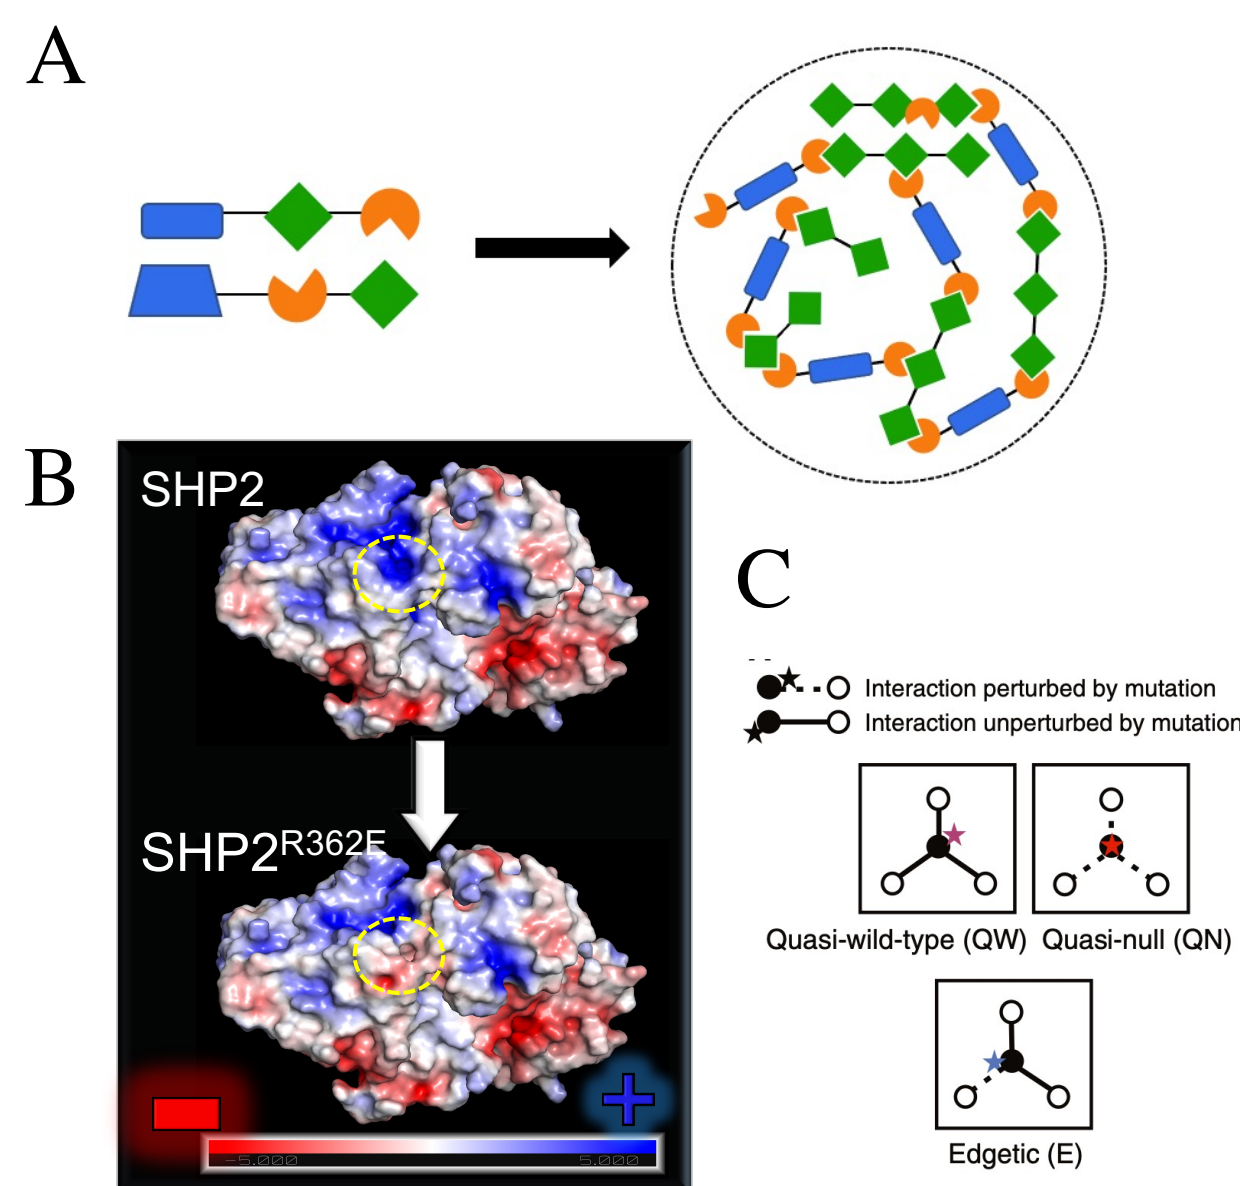 A
B
SHP2
SHP2R362E
-5.000
5.000
C
Interaction perturbed by mutation
Interaction unperturbed by mutation
Quasi-wild-type (QW)
Quasi-null (QN)
Edgetic (E)